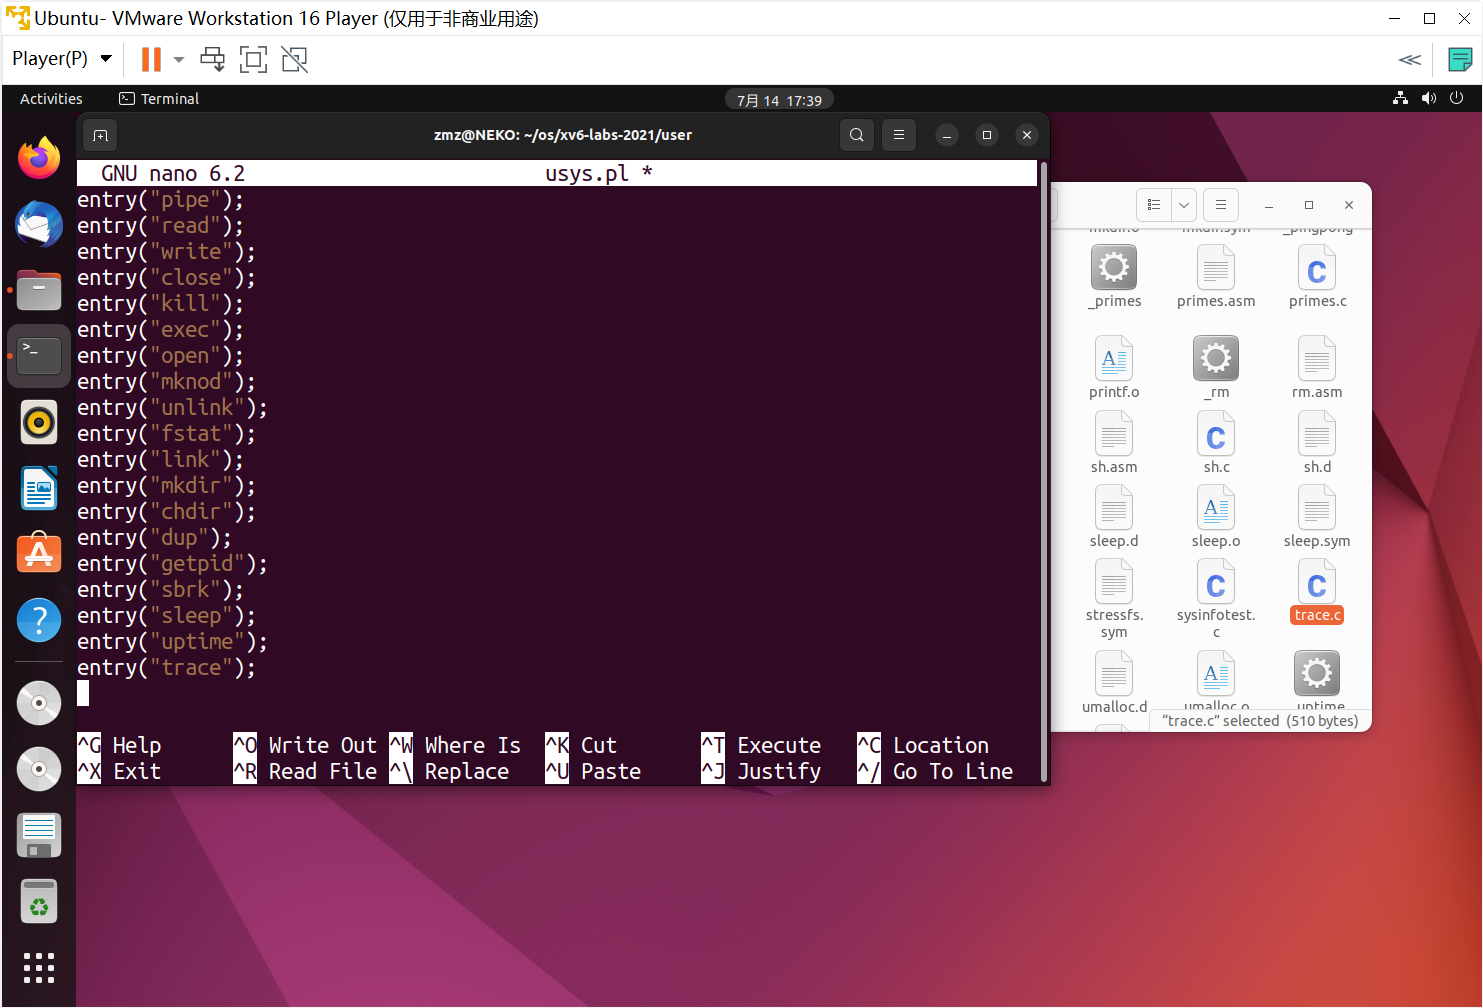 Ubuntu- VMware Workstation 16 Player (仅用于非商业用途)
Player(P)
Activities
Terminal
7月 14 17:39
zmz@NEKO: ~/os/xv6-labs-2021/user
GNU nano 6.2
usys.pl *
entry("pipe");
entry("read");
entry("write");
entry("close");
entry("kill");
entry("exec");
entry("open");
entry("mknod");
entry("unlink");
entry("fstat");
entry("link");
entry("mkdir");
entry("chdir");
entry("dup");
entry("getpid");
entry("sbrk");
entry("sleep");
entry("uptime");
entry("trace");
^G Help ^O Write Out ^W Where Is ^K Cut ^T Execute ^C Location
^X Exit ^R Read File ^\ Replace ^U Paste ^J Justify ^/ Go To Line
mkdir.o mkdir.sym _pingpong
_primes primes.asm primes.c
printf.o _rm rm.asm
sh.asm sh.c sh.d
sleep.d sleep.o sleep.sym
stressfs.
sym
sysinfotest.
c
trace.c
umalloc.d umalloc.o uptime
"trace.c" selected (510 bytes)